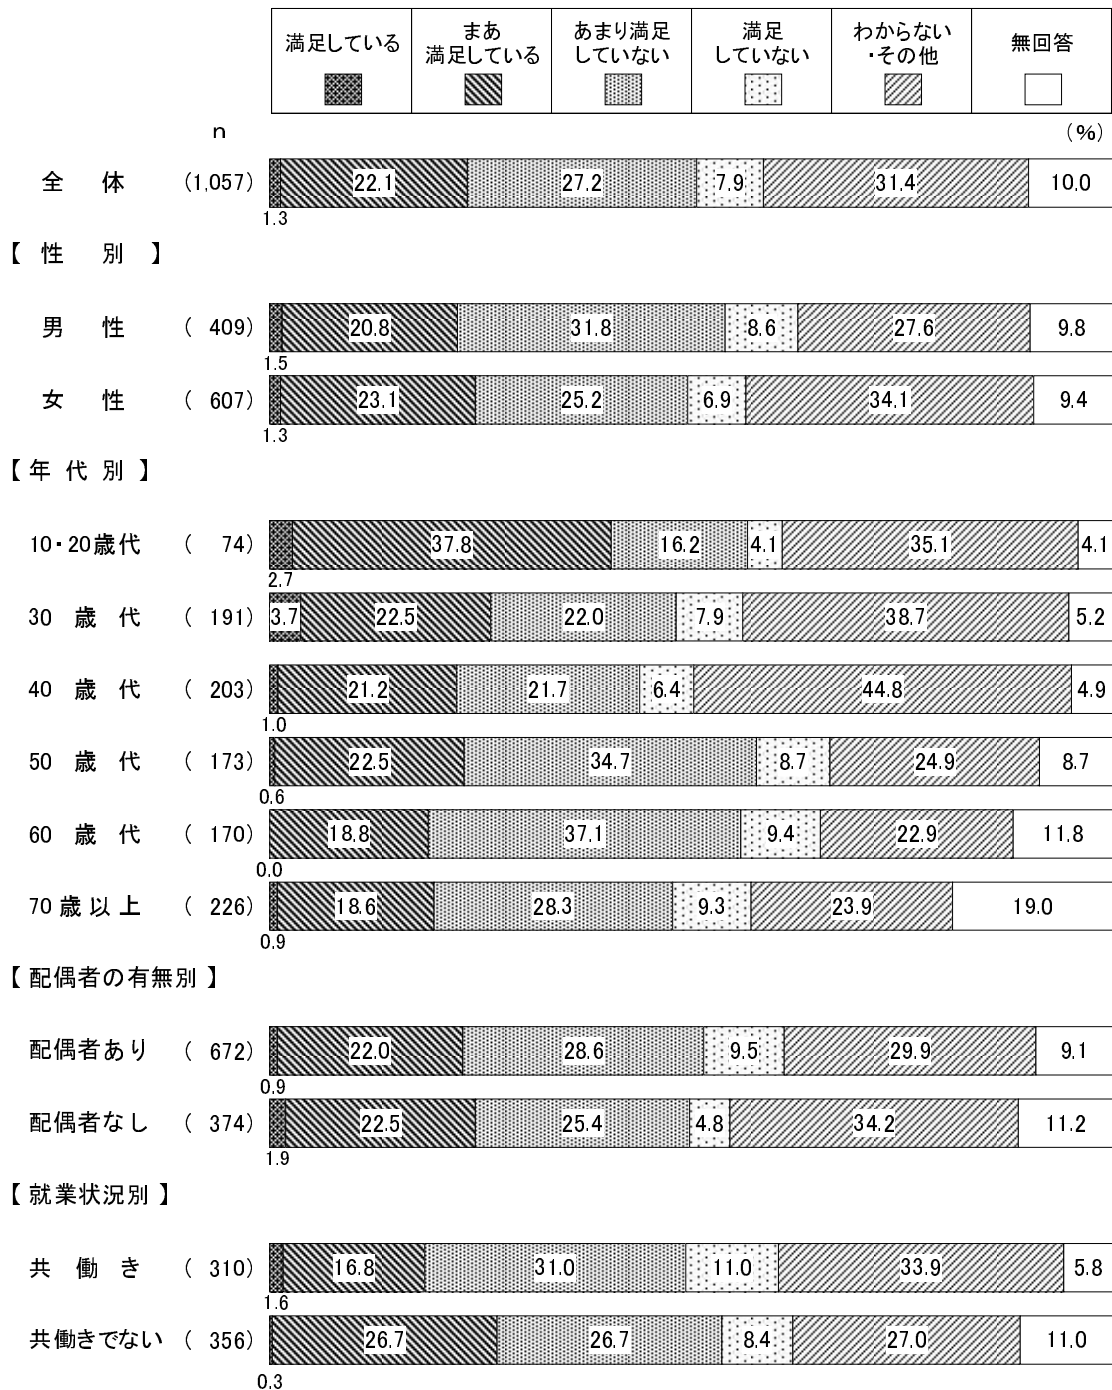 満足している
まあ
満足している
あまり満足
していない
満足
していない
わからない
・その他
無回答
n
(%)
全 体 (1,057) 22.1 27.2 7.9 31.4 10.0
1.3
【 性 別 】
男 性 ( 409) 20.8 31.8 8.6 27.6 9.8
1.5
女 性 ( 607) 23.1 25.2 6.9 34.1 9.4
1.3
【 年 代 別 】
10・20歳代 ( 74) 37.8 16.2 4.1 35.1 4.1
2.7
30 歳 代 ( 191) 3.7 22.5 22.0 7.9 38.7 5.2
40 歳 代 ( 203) 21.2 21.7 6.4 44.8 4.9
1.0
50 歳 代 ( 173) 22.5 34.7 8.7 24.9 8.7
0.6
60 歳 代 ( 170) 18.8 37.1 9.4 22.9 11.8
0.0
70 歳 以 上 ( 226) 18.6 28.3 9.3 23.9 19.0
0.9
【 配偶者の有無別 】
配偶者あり ( 672) 22.0 28.6 9.5 29.9 9.1
0.9
配偶者なし ( 374) 22.5 25.4 4.8 34.2 11.2
1.9
【 就業状況別 】
共 働 き ( 310) 16.8 31.0 11.0 33.9 5.8
1.6
共働きでない ( 356) 26.7 26.7 8.4 27.0 11.0
0.3